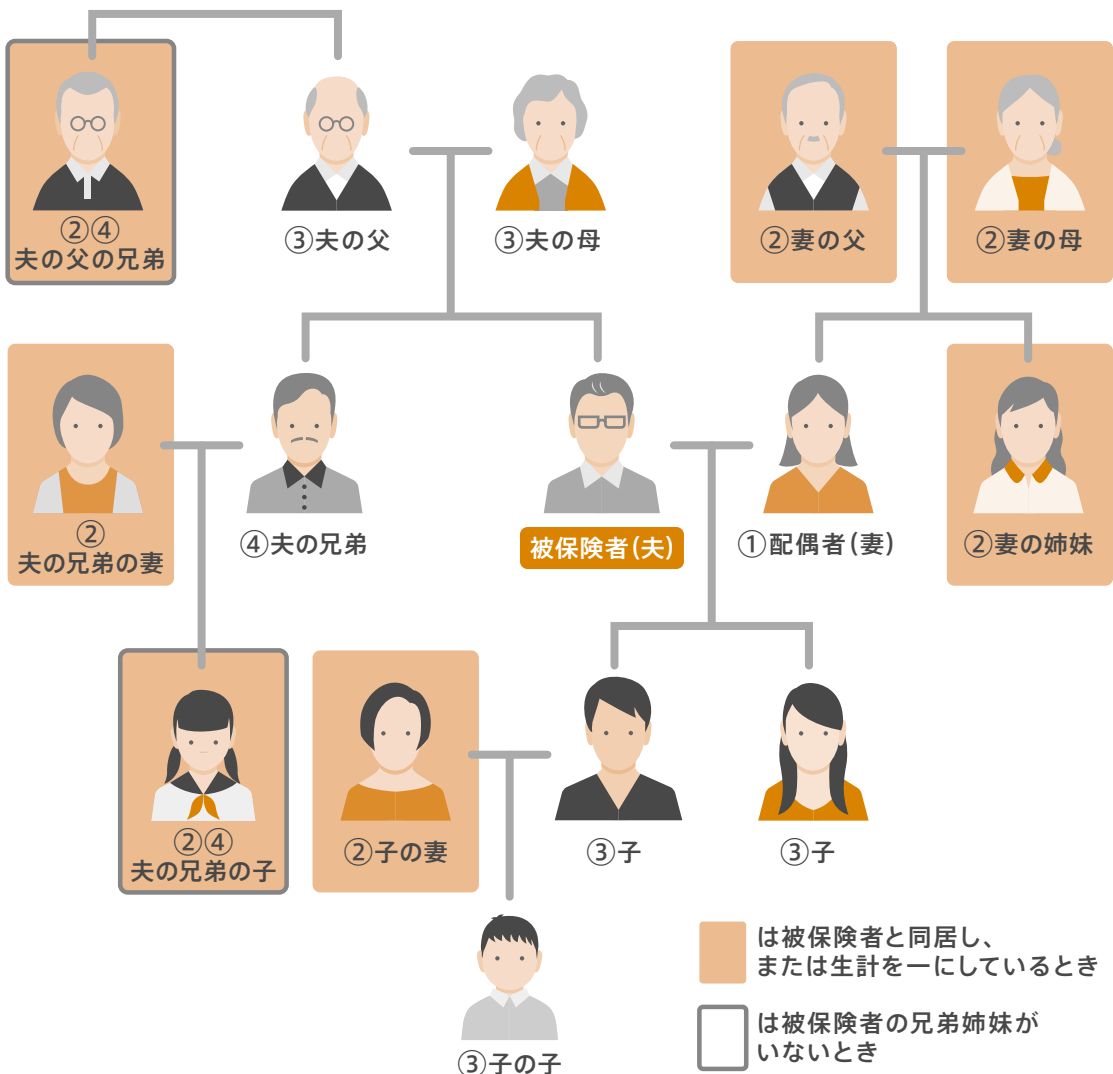 ②④
夫の父の兄弟
③夫の父
③夫の母
②妻の父
②妻の母
②
夫の兄弟の妻
④夫の兄弟
被保険者(夫)
①配偶者(妻)
②妻の姉妹
②④
夫の兄弟の子
②子の妻
③子
③子
③子の子
は被保険者と同居し、
または生計を一にしているとき
は被保険者の兄弟姉妹が
いないとき